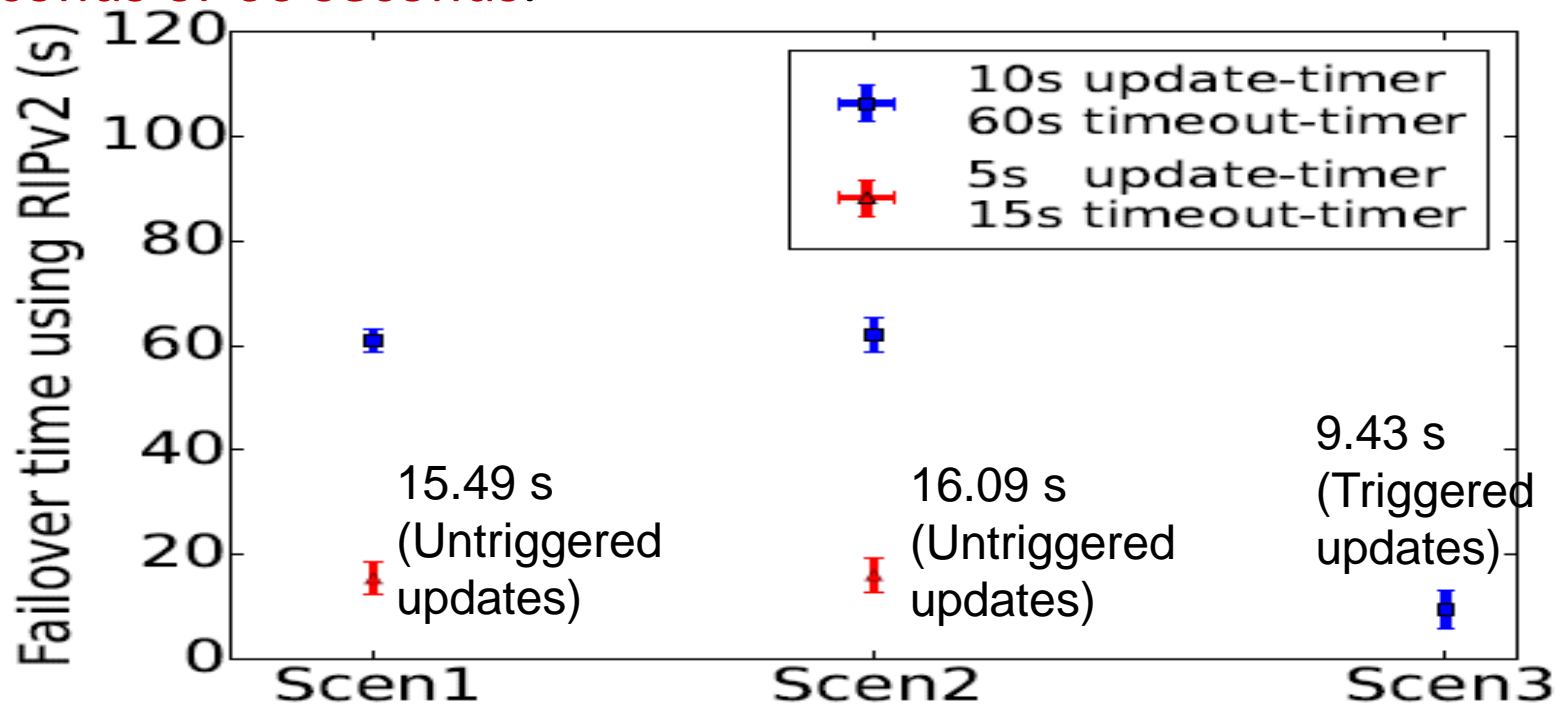 120
100
80
60
40
20
0
Failover time using RIPv2 (s)
10s update-timer
60s timeout-timer
5s update-timer
15s timeout-timer
15.49 s
(Untriggered
updates)
16.09 s
(Untriggered
updates)
9.43 s
(Triggered
updates)
Scen1
Scen2
Scen3